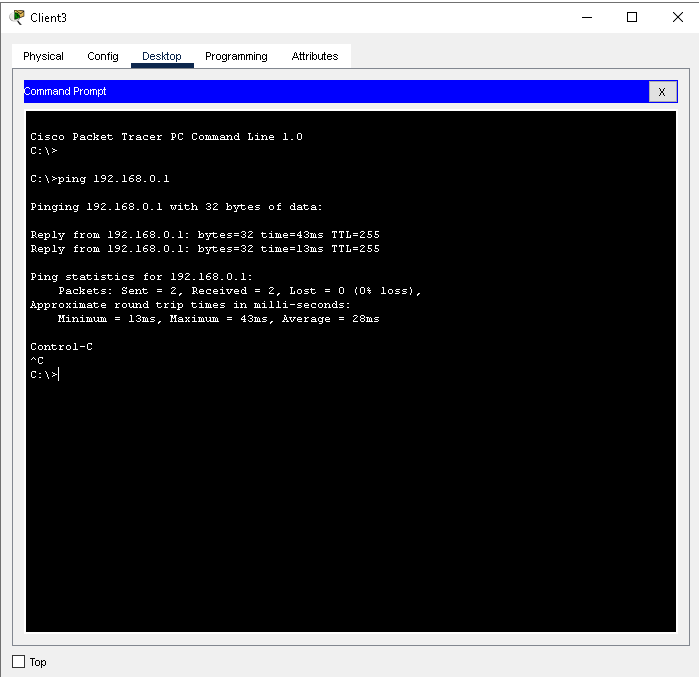 Client3
Physical Config Desktop Programming Attributes
Command Prompt X
Cisco Packet Tracer PC Command Line 1.0
C:\>
C:\>ping 192.168.0.1
Pinging 192.168.0.1 with 32 bytes of data:
Reply from 192.168.0.1: bytes=32 time=43ms TTL=255
Reply from 192.168.0.1: bytes=32 time=13ms TTL=255
Ping statistics for 192.168.0.1:
    Packets: Sent = 2, Received = 2, Lost = 0 (0% loss),
Approximate round trip times in milli-seconds:
    Minimum = 13ms, Maximum = 43ms, Average = 28ms
Control-C
^C
C:\>
Top